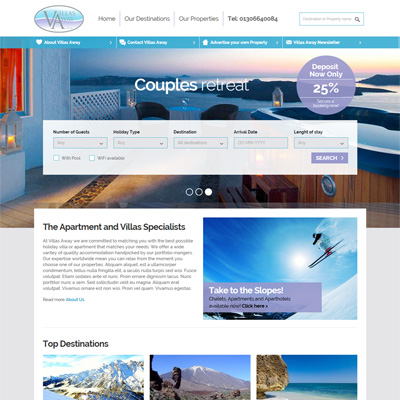 VILLAS
VA
Home
Our Destinations
Our Properties
Tel: 01306640084
Destination or Property name
About Villas Away
Contact Villas Away
Advertise your own Property
Villas Away Newsletter
Couples retreat
Deposit
Now Only
25%
Secure a
booking now!
Number of Guests
Holiday Type
Destination
Arrival Date
Lenght of stay
Any
Any
All destinations
DD-MM-YYYY
Any
With Pool
WiFi available
SEARCH >
The Apartment and Villas Specialists
At Villas Away we are committed to matching you with the best possible
holiday villa or apartment that matches your needs. We offer a wide
varitey of quality accommodation handpicked by our portfolio mangers.
Our expertise worldwide mean you can relax from the moment you
choose one of our properties. Aliquam aliquet est a ullamcorper
condimentum, tellus nulla fringilla elit, a iaculis nulla turpis sed wus. Fusce
volutpat. Etiam sodales ante id nunc. Proin ornare dignissim lacus. Nunc
porttitor nunc a sem. Sed sollicitudin velit eu magna. Aliquam erat
volutpat. Vivamus ornare est non wisi. Proin vel quam. Vivamus egestas.
Read more About Us.
Take to the Slopes!
Chalets, Apartments and Aparthotels
available now! Click here >
Top Destinations